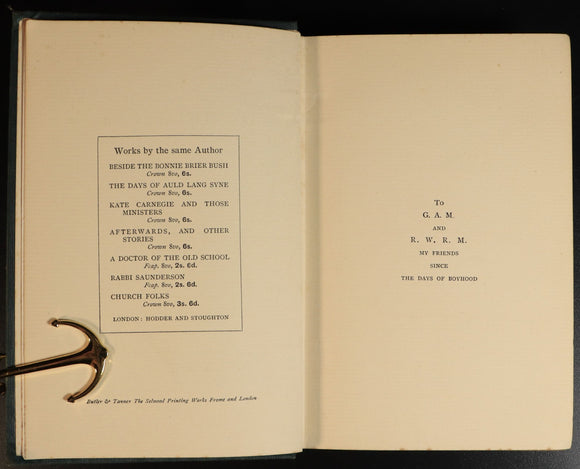 Works by the same Author
BESIDE THE BONNIE BRIER BUSH
Crown 8vo, 6s.
THE DAYS OF AULD LANG SYNE
Crown 8vo, 6s.
KATE CARNEGIE AND THOSE
MINISTERS
Crown 8vo, 6s.
AFTERWARDS, AND OTHER
STORIES
Crown 8vo, 6s.
A DOCTOR OF THE OLD SCHOOL
Fcap. 8vo, 2s. 6d.
RABBI SAUNDERSON
Fcap. 8vo, 2s. 6d.
CHURCH FOLKS
Crown 8vo, 3s. 6d.
LONDON: HODDER AND STOUGHTON
Butler & Tanner The Selwood Printing Works Frome and London
To
G. A. M.
AND
R. W. R. M.
MY FRIENDS
SINCE
THE DAYS OF BOYHOOD